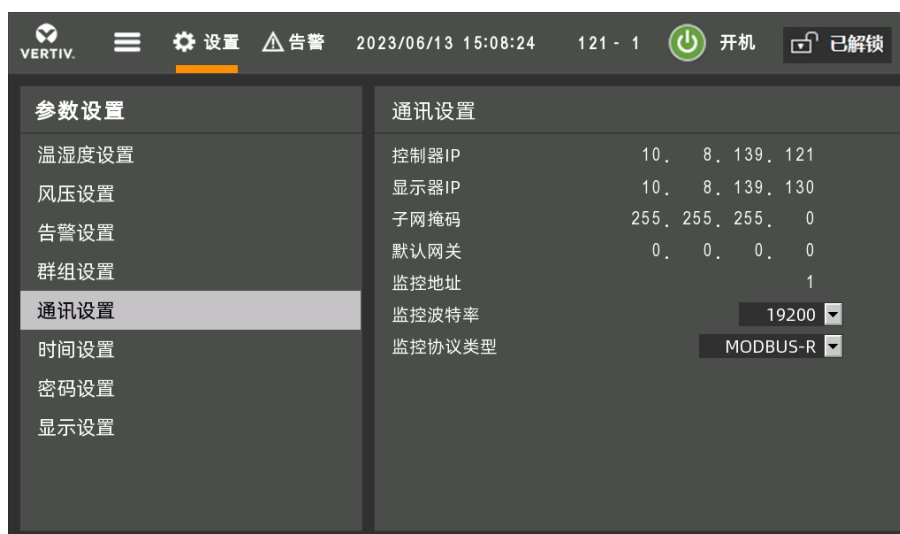 VERTIV. 设置 告警 2023/06/13 15:08:24 121 - 1 开机 已解锁
参数设置
温湿度设置
风压设置
告警设置
群组设置
通讯设置
时间设置
密码设置
显示设置
通讯设置
控制器IP 10. 8. 139. 121
显示器IP 10. 8. 139. 130
子网掩码 255. 255. 255. 0
默认网关 0. 0. 0. 0
监控地址 1
监控波特率 19200
监控协议类型 MODBUS-R